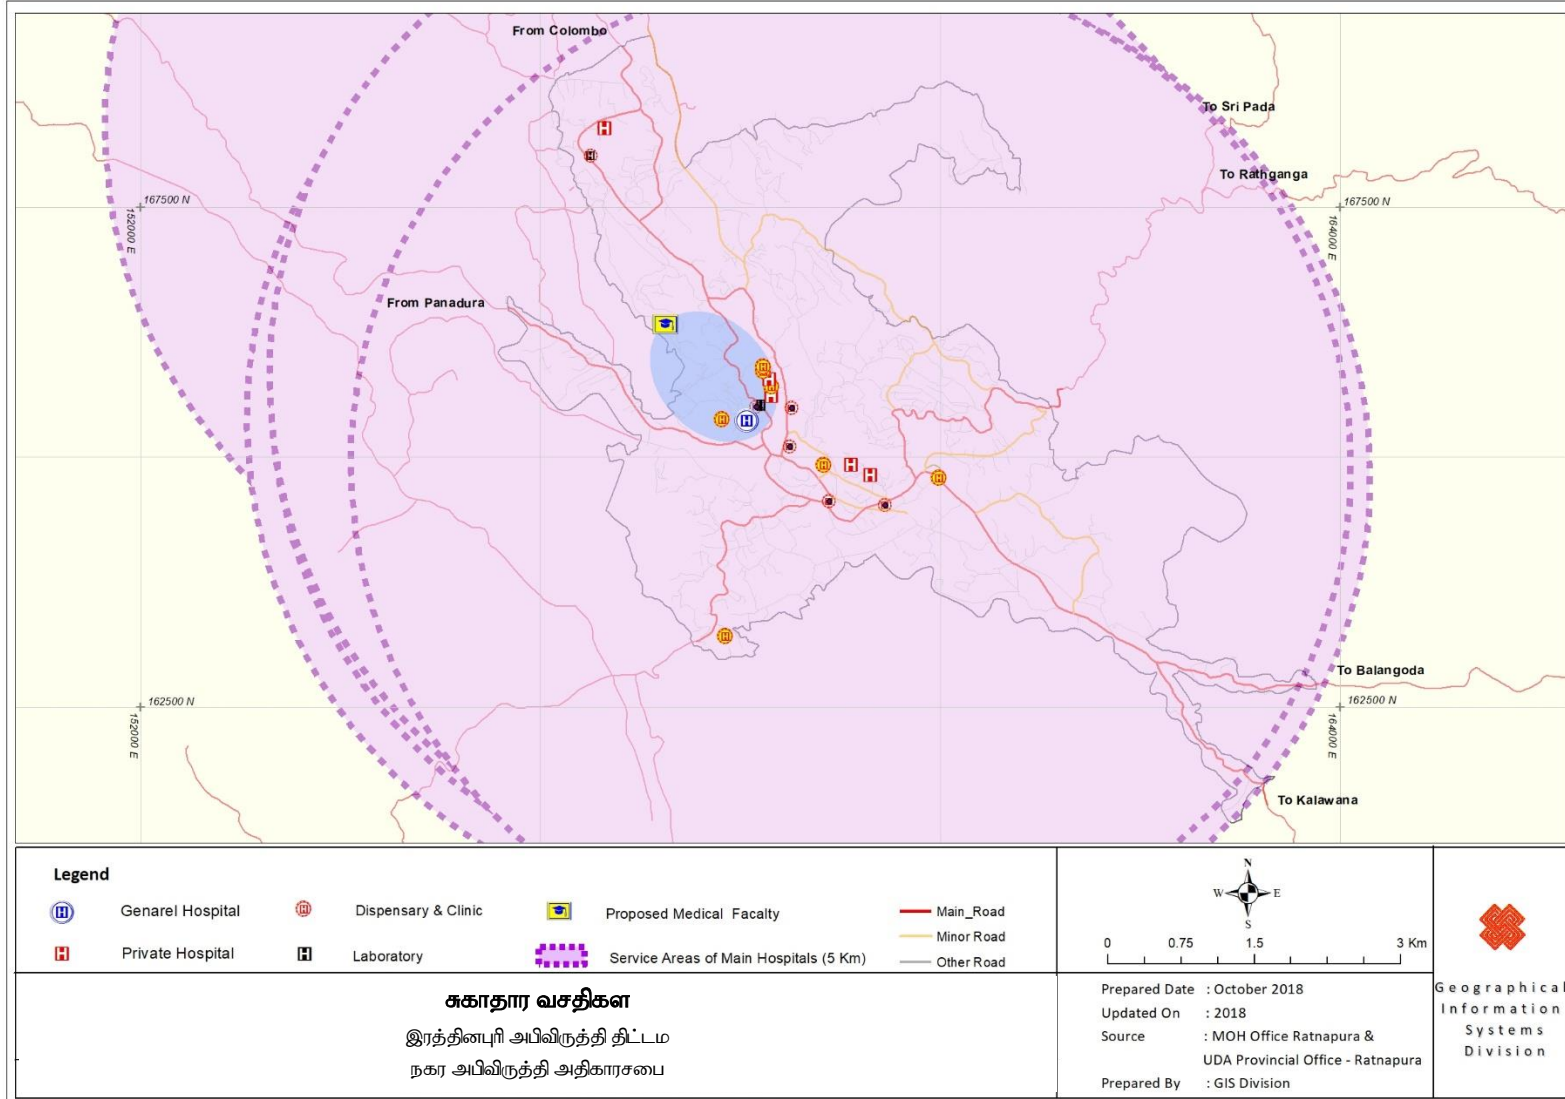 From Colombo
To Sri Pada
To Rathganga
167500 N
167500 N
152000 E
164000 E
From Panadura
To Balangoda
162500 N
162500 N
152000 E
164000 E
To Kalawana
Legend
Genarel Hospital
Dispensary & Clinic
Proposed Medical Facalty
Main_Road
Private Hospital
Laboratory
Service Areas of Main Hospitals (5 Km)
Minor Road
Other Road
N
W E
S
0 0.75 1.5 3 Km
சுகாதார வசதிகள
இரத்தினபுரி அபிவிருத்தி திட்டம
நகர அபிவிருத்தி அதிகாரசபை
Prepared Date : October 2018
Updated On : 2018
Source : MOH Office Ratnapura &
UDA Provincial Office - Ratnapura
Prepared By : GIS Division
Geographical
Information
Systems
Division